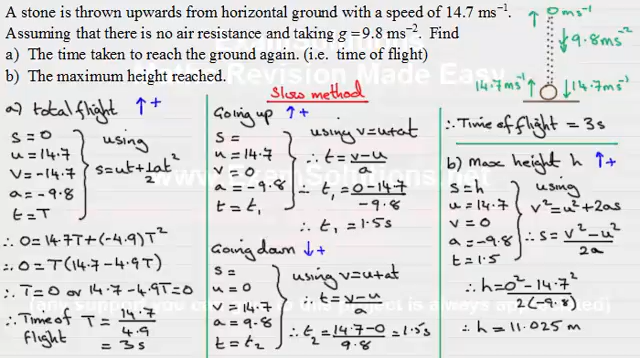 A stone is thrown upwards from horizontal ground with a speed of 14.7 ms⁻¹.
Assuming that there is no air resistance and taking g = 9.8 ms⁻². Find
a) The time taken to reach the ground again. (i.e. time of flight)
b) The maximum height reached.
↑ 0ms⁻¹
↓ 9.8ms⁻²
14.7ms⁻¹ ↑ ↓ 14.7ms⁻¹
a) total flight ↑+
s = 0
u = 14.7
v = -14.7
a = -9.8
t = T
using
s = ut + ½at²
∴ 0 = 14.7T + (-4.9)T²
∴ 0 = T(14.7 - 4.9T)
∴ T = 0 or 14.7 - 4.9T = 0
∴ Time of flight T = 14.7/4.9
= 3s
Slow method
Going up ↑+
s =
u = 14.7
v = 0
a = -9.8
t = t₁
using v = u + at
∴ t = (v - u)/a
∴ t₁ = (0 - 14.7)/-9.8
∴ t₁ = 1.5s
Going down ↓+
s =
u = 0
v = 14.7
a = 9.8
t = t₂
using v = u + at
t = (v - u)/a
∴ t₂ = (14.7 - 0)/9.8 = 1.5s
∴ Time of flight = 3s
b) Max height h ↑+
s = h
u = 14.7
v = 0
a = -9.8
t = 1.5
using
v² = u² + 2as
∴ s = (v² - u²)/2a
∴ h = (0² - 14.7²)/2(-9.8)
∴ h = 11.025 m
www.ExamSolutions.net
Revision Made Easy